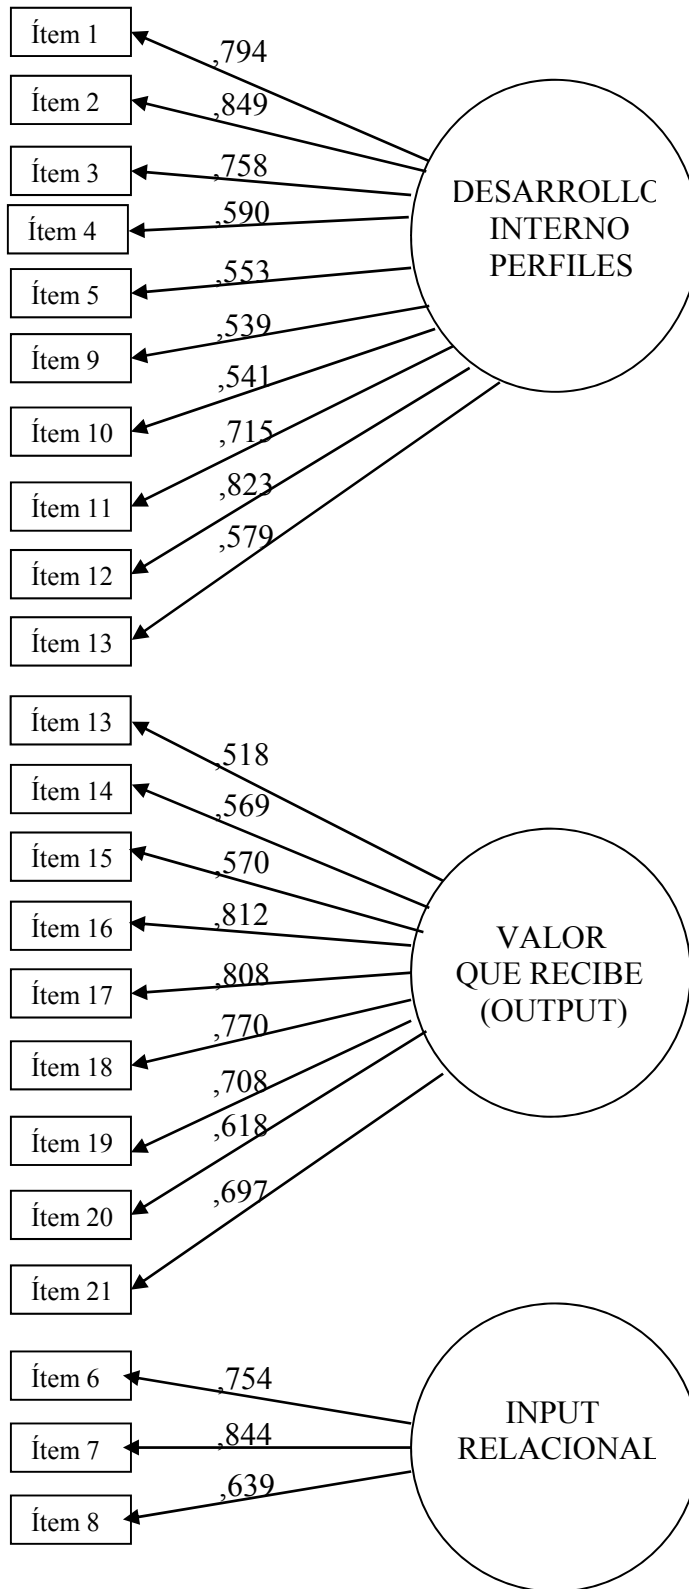 Ítem 1
,794
Ítem 2
,849
Ítem 3
,758
Ítem 4
,590
Ítem 5
,553
Ítem 9
,539
Ítem 10
,541
Ítem 11
,715
Ítem 12
,823
Ítem 13
,579
DESARROLLO
INTERNO
PERFILES
Ítem 13
,518
Ítem 14
,569
Ítem 15
,570
Ítem 16
,812
Ítem 17
,808
Ítem 18
,770
Ítem 19
,708
Ítem 20
,618
Ítem 21
,697
VALOR
QUE RECIBE
(OUTPUT)
Ítem 6
,754
Ítem 7
,844
Ítem 8
,639
INPUT
RELACIONAL